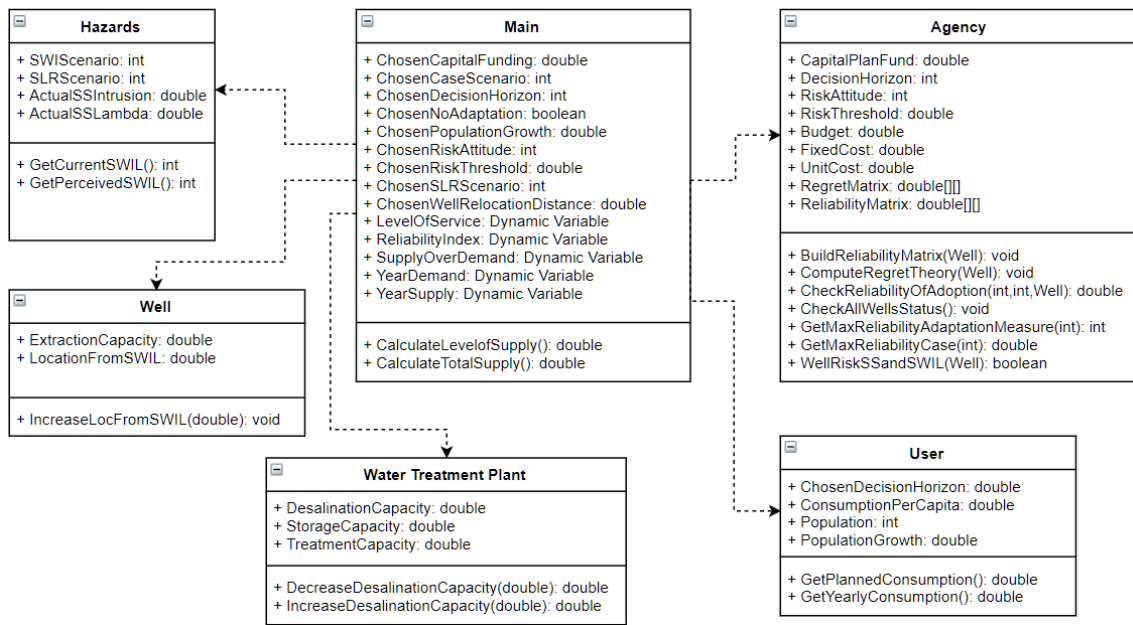 Hazards
+ SWIScenario: int
+ SLRScenario: int
+ ActualSSIntrusion: double
+ ActualSSLambda: double
+ GetCurrentSWIL(): int
+ GetPerceivedSWIL(): int
Main
+ ChosenCapitalFunding: double
+ ChosenCaseScenario: int
+ ChosenDecisionHorizon: int
+ ChosenNoAdaptation: boolean
+ ChosenPopulationGrowth: double
+ ChosenRiskAttitude: int
+ ChosenRiskThreshold: double
+ ChosenSLRScenario: int
+ ChosenWellRelocationDistance: double
+ LevelOfService: Dynamic Variable
+ ReliabilityIndex: Dynamic Variable
+ SupplyOverDemand: Dynamic Variable
+ YearDemand: Dynamic Variable
+ YearSupply: Dynamic Variable
+ CalculateLevelofSupply(): double
+ CalculateTotalSupply(): double
Agency
+ CapitalPlanFund: double
+ DecisionHorizon: int
+ RiskAttitude: int
+ RiskThreshold: double
+ Budget: double
+ FixedCost: double
+ UnitCost: double
+ RegretMatrix: double[][]
+ ReliabilityMatrix: double[][]
+ BuildReliabilityMatrix(Well): void
+ ComputeRegretTheory(Well): void
+ CheckReliabilityOfAdoption(int,int,Well): double
+ CheckAllWellsStatus(): void
+ GetMaxReliabilityAdaptationMeasure(int): int
+ GetMaxReliabilityCase(int): double
+ WellRiskSSandSWIL(Well): boolean
Well
+ ExtractionCapacity: double
+ LocationFromSWIL: double
+ IncreaseLocFromSWIL(double): void
Water Treatment Plant
+ DesalinationCapacity: double
+ StorageCapacity: double
+ TreatmentCapacity: double
+ DecreaseDesalinationCapacity(double): double
+ IncreaseDesalinationCapacity(double): double
User
+ ChosenDecisionHorizon: double
+ ConsumptionPerCapita: double
+ Population: int
+ PopulationGrowth: double
+ GetPlannedConsumption(): double
+ GetYearlyConsumption(): double